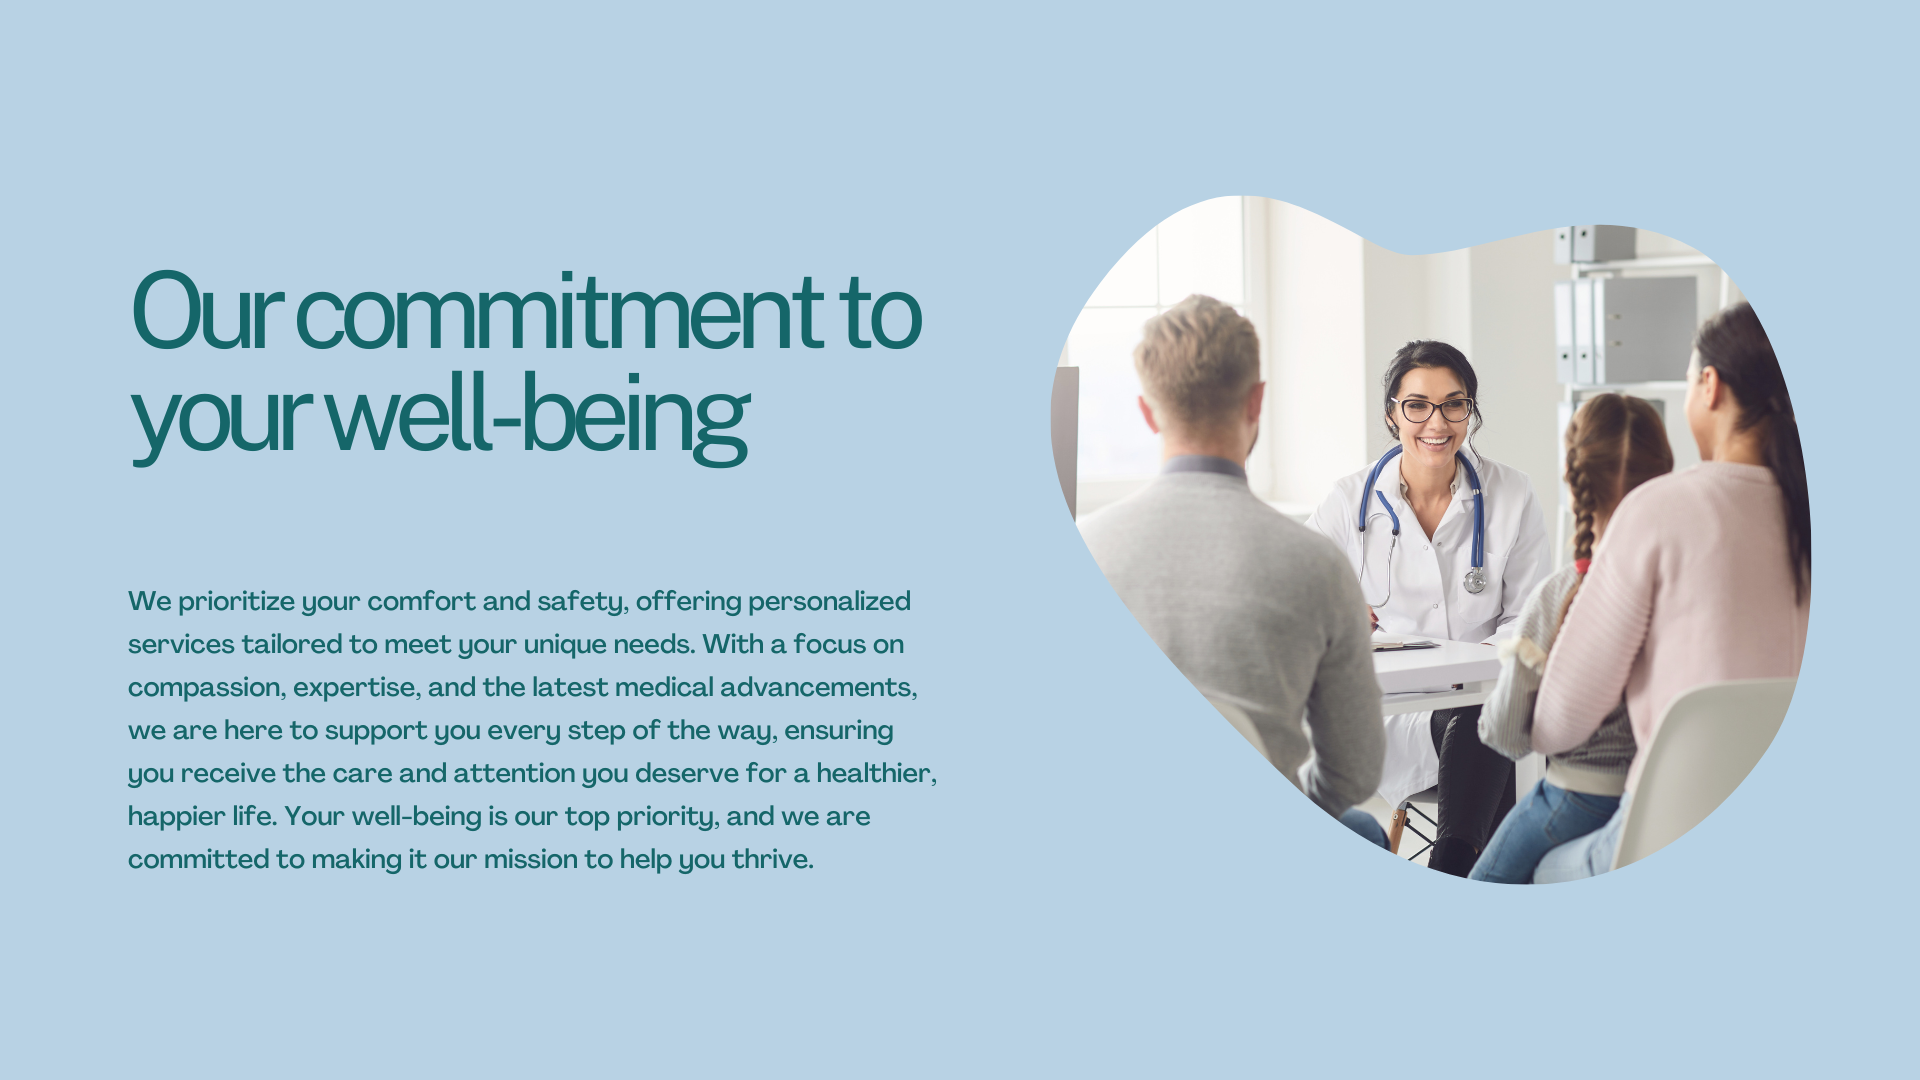 Our commitment to
your well-being
We prioritize your comfort and safety, offering personalized
services tailored to meet your unique needs. With a focus on
compassion, expertise, and the latest medical advancements,
we are here to support you every step of the way, ensuring
you receive the care and attention you deserve for a healthier,
happier life. Your well-being is our top priority, and we are
committed to making it our mission to help you thrive.